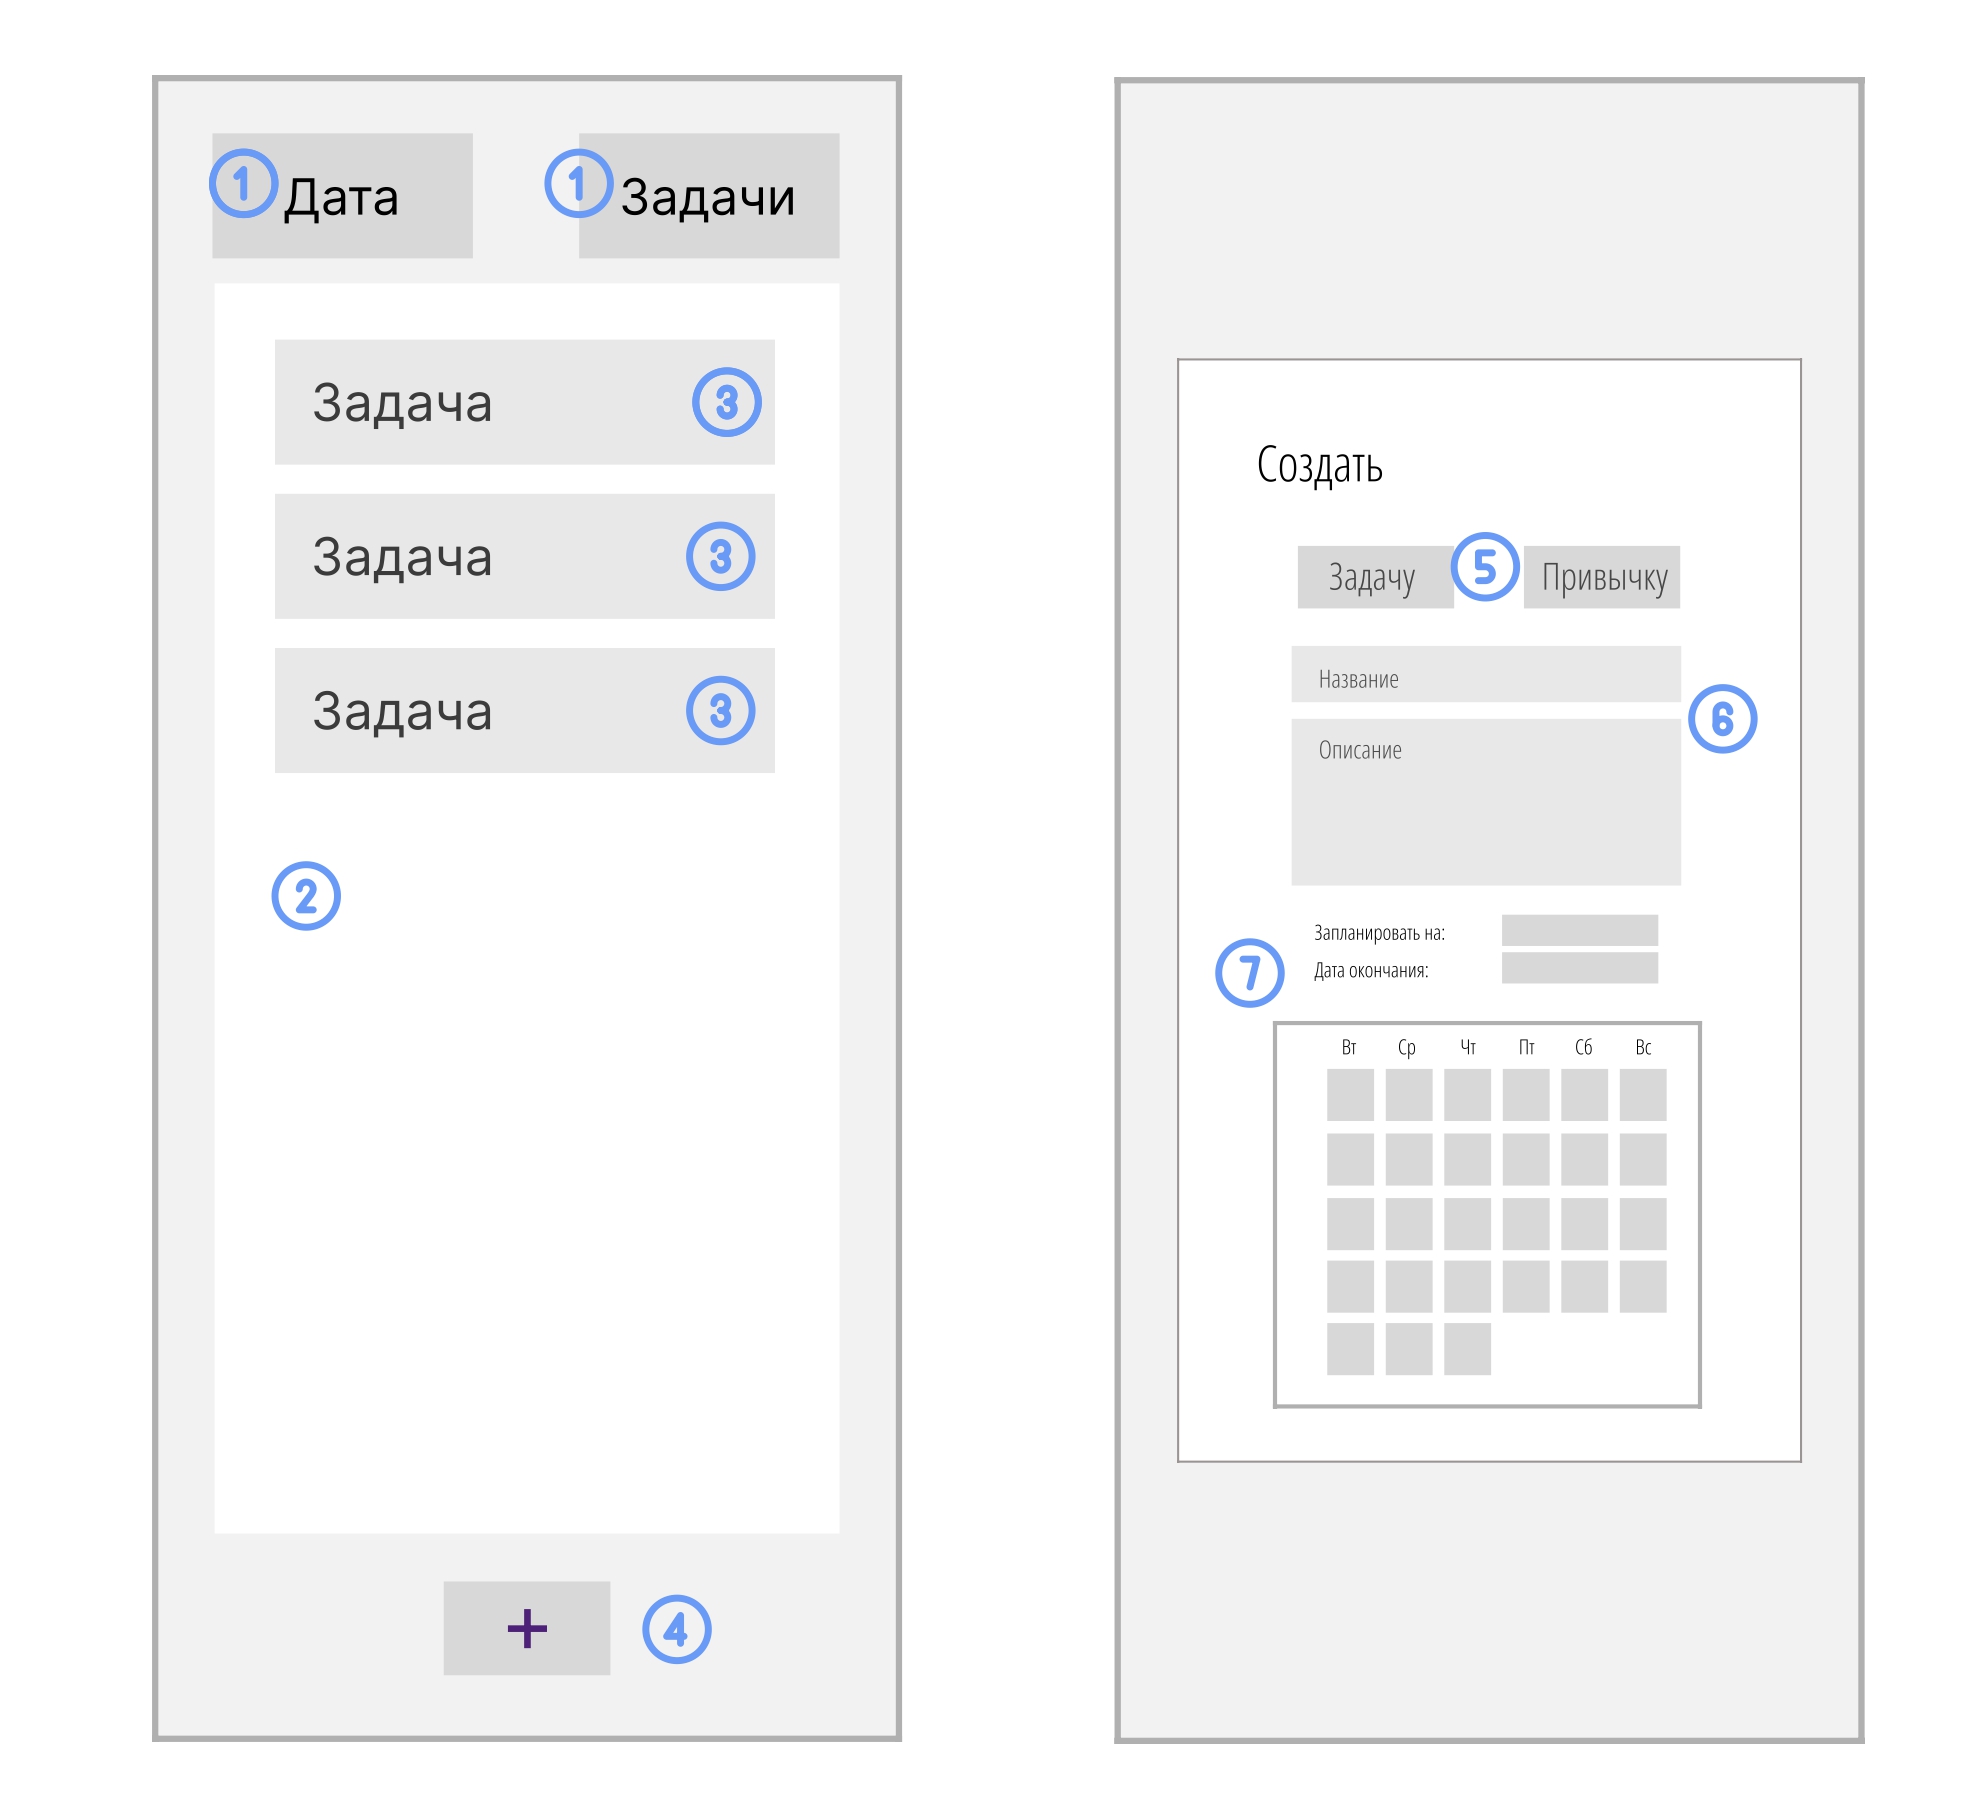 1 Дата 1 Задачи
Задача 3
Задача 3
Задача 3
2
+ 4
Создать
Задачу 5 Привычку
Название
6
Описание
Запланировать на:
7
Дата окончания:
Вт Ср Чт Пт Сб Вс